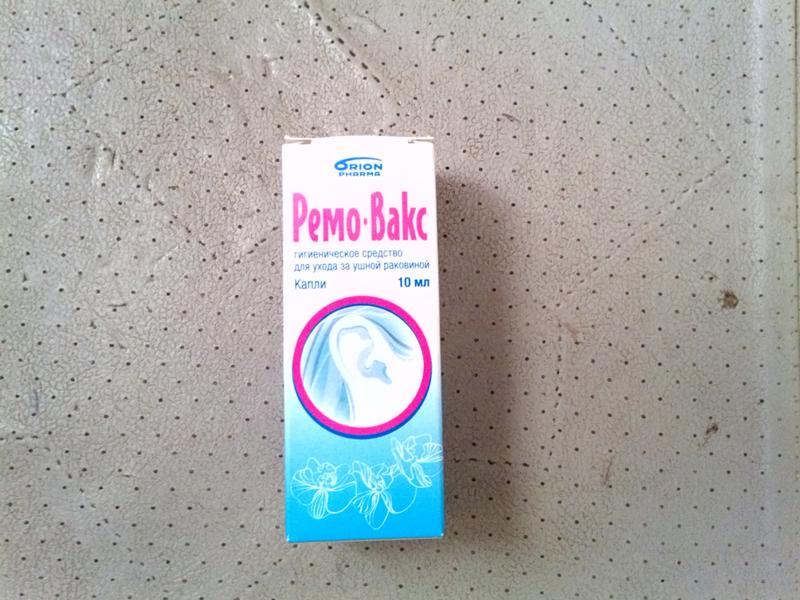 ORION
PHARMA
Ремо-Вакс
гигиеническое средство
для ухода за ушной раковиной
Капли 10 мл